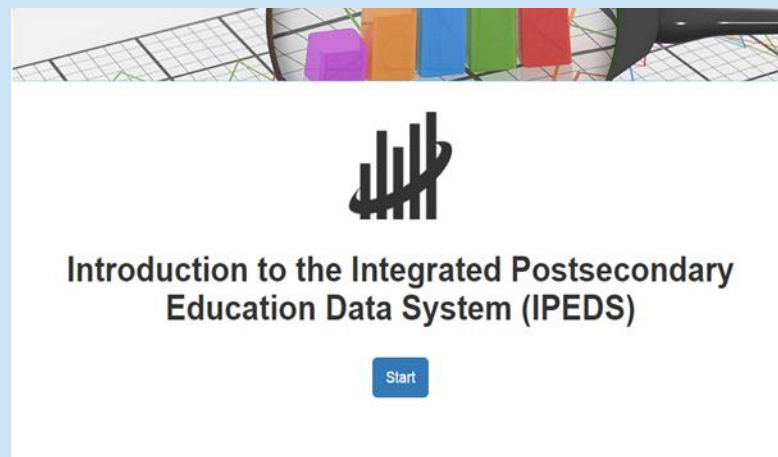 Introduction to the Integrated Postsecondary
Education Data System (IPEDS)
Start